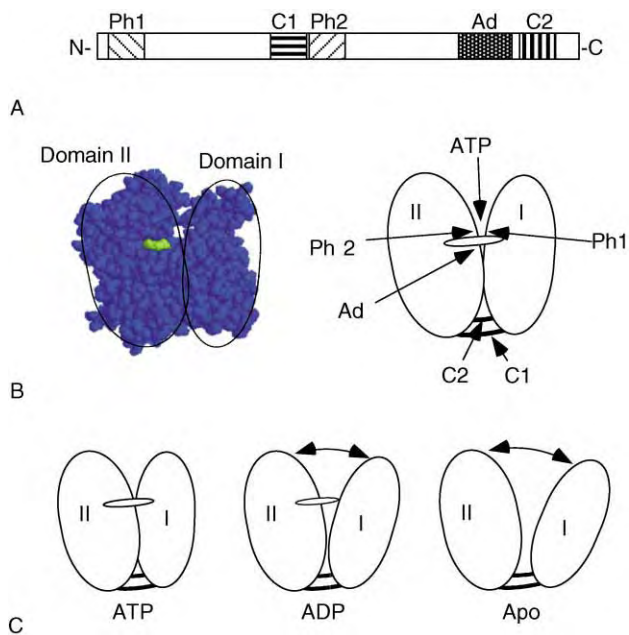 Ph1 C1 Ph2 Ad C2
N- -C
A
Domain II Domain I
ATP
II I
Ph 2 Ph1
Ad
C2 C1
B
II I II I II I
ATP ADP Apo
C